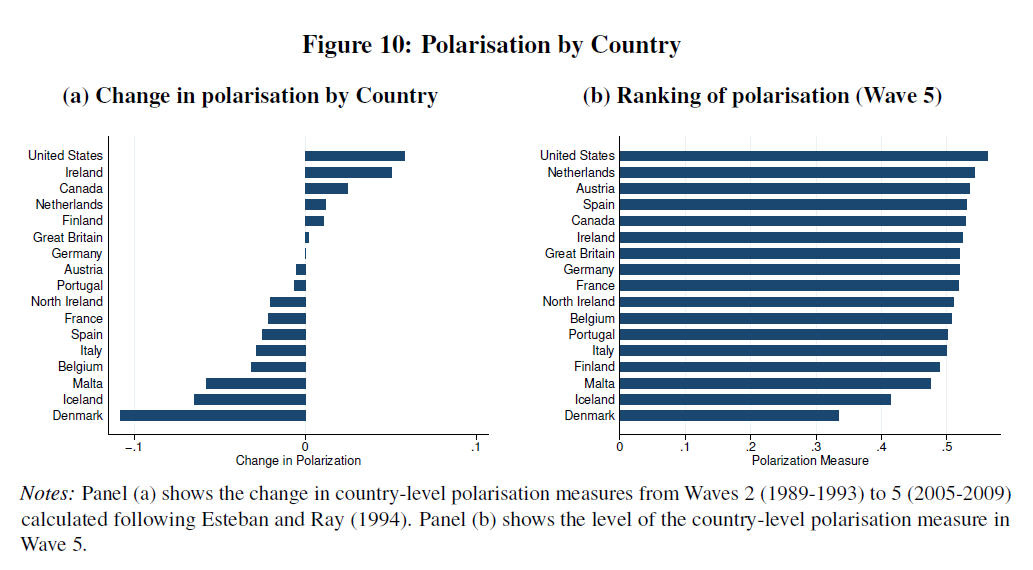 Figure 10: Polarisation by Country
(a) Change in polarisation by Country
United States
Ireland
Canada
Netherlands
Finland
Great Britain
Germany
Austria
Portugal
North Ireland
France
Spain
Italy
Belgium
Malta
Iceland
Denmark
−.1 0 .1
Change in Polarization
(b) Ranking of polarisation (Wave 5)
United States
Netherlands
Austria
Spain
Canada
Ireland
Great Britain
Germany
France
North Ireland
Belgium
Portugal
Italy
Finland
Malta
Iceland
Denmark
0 .1 .2 .3 .4 .5
Polarization Measure
Notes: Panel (a) shows the change in country-level polarisation measures from Waves 2 (1989-1993) to 5 (2005-2009)
calculated following Esteban and Ray (1994). Panel (b) shows the level of the country-level polarisation measure in
Wave 5.